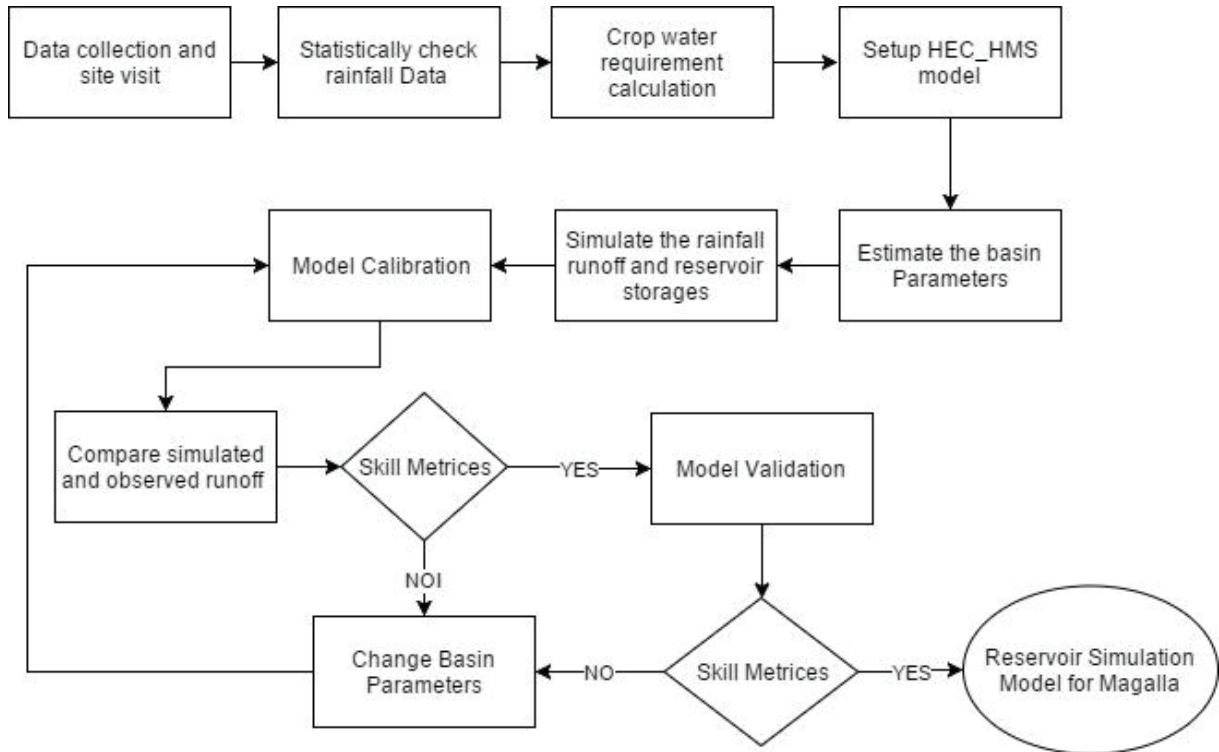 Data collection and
site visit
Statistically check
rainfall Data
Crop water
requirement
calculation
Setup HEC_HMS
model
Model Calibration
Simulate the rainfall
runoff and reservoir
storages
Estimate the basin
Parameters
Compare simulated
and observed runoff
Skill Metrices
YES
Model Validation
NOI
Change Basin
Parameters
NO
Skill Metrices
YES
Reservoir Simulation
Model for Magalla